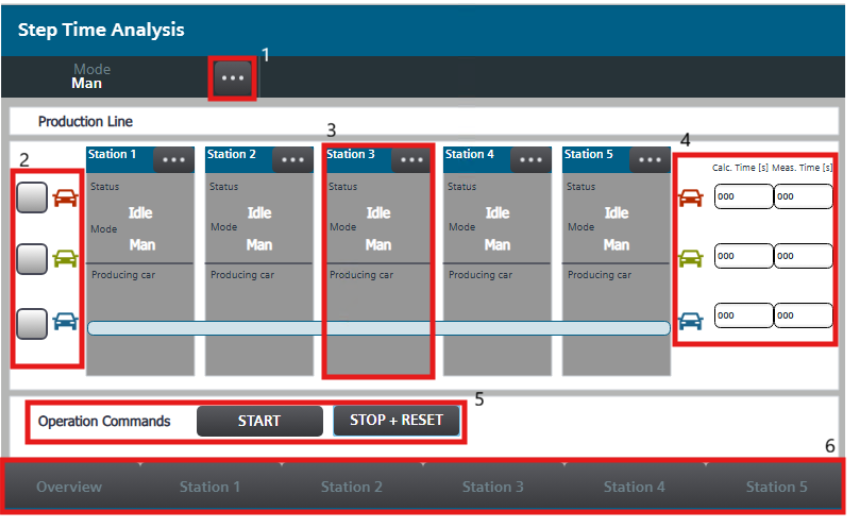 Step Time Analysis
1
Mode
Man
...
Production Line
2
3
4
Station 1 ...
Station 2 ...
Station 3 ...
Station 4 ...
Station 5 ...
Calc. Time [s] Meas. Time [s]
Status Status Status Status Status
000 000
Idle Idle Idle Idle Idle
Mode Mode Mode Mode Mode
Man Man Man Man Man
000 000
Producing car Producing car Producing car Producing car Producing car
000 000
5
Operation Commands START STOP + RESET
6
Overview Station 1 Station 2 Station 3 Station 4 Station 5